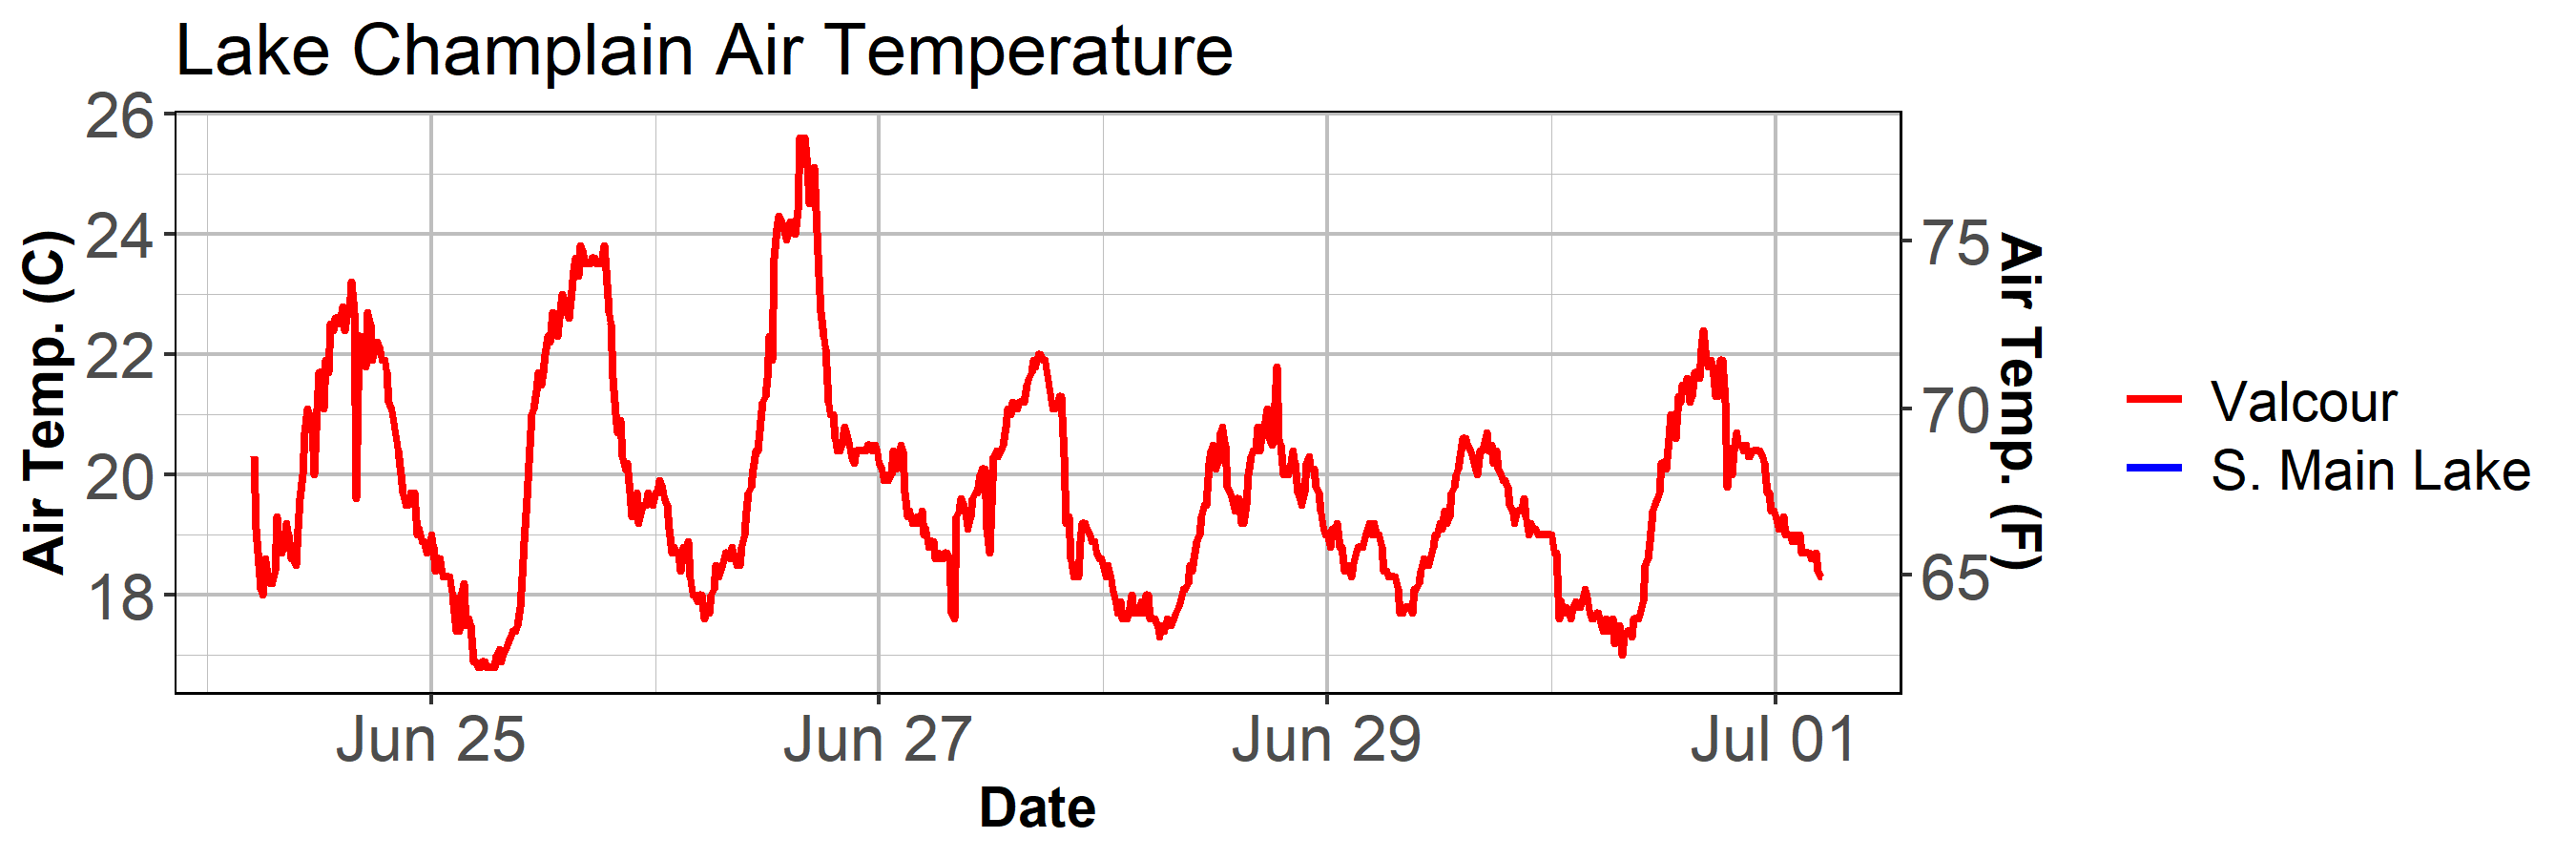 Lake Champlain Air Temperature
26
24
22
20
18
Air Temp. (C)
75
70
65
Air Temp. (F)
Jun 25
Jun 27
Jun 29
Jul 01
Date
Valcour
S. Main Lake